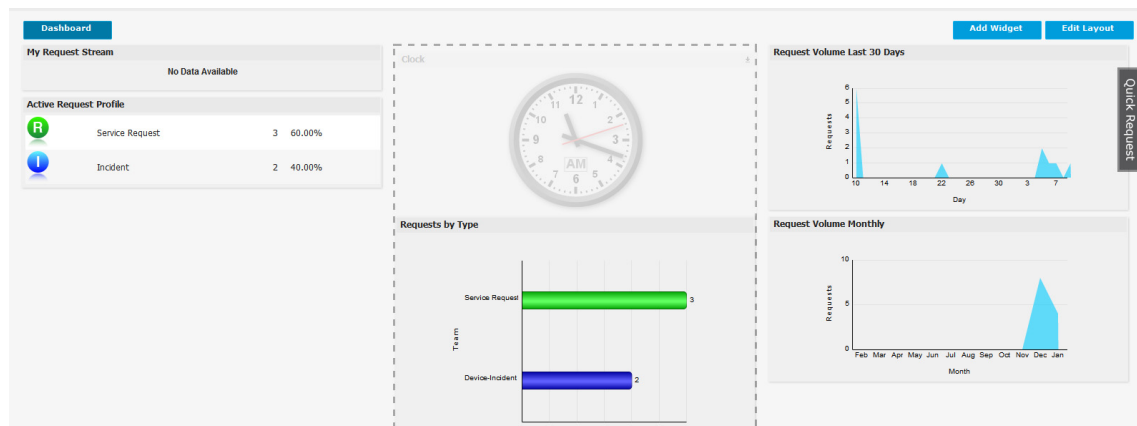 Dashboard
Add Widget
Edit Layout
My Request Stream
No Data Available
Active Request Profile
R Service Request 3 60.00%
I Incident 2 40.00%
Clock
11 12 1
10 2
9 3
8 AM 4
7 6 5
Requests by Type
Service Request 3
Team
Device-Incident 2
Request Volume Last 30 Days
6
5
4
3
2
1
0
Requests
10 14 18 22 26 30 3 7
Day
Request Volume Monthly
10
5
0
Requests
Feb Mar Apr May Jun Jul Aug Sep Oct Nov Dec Jan
Month
Quick Request